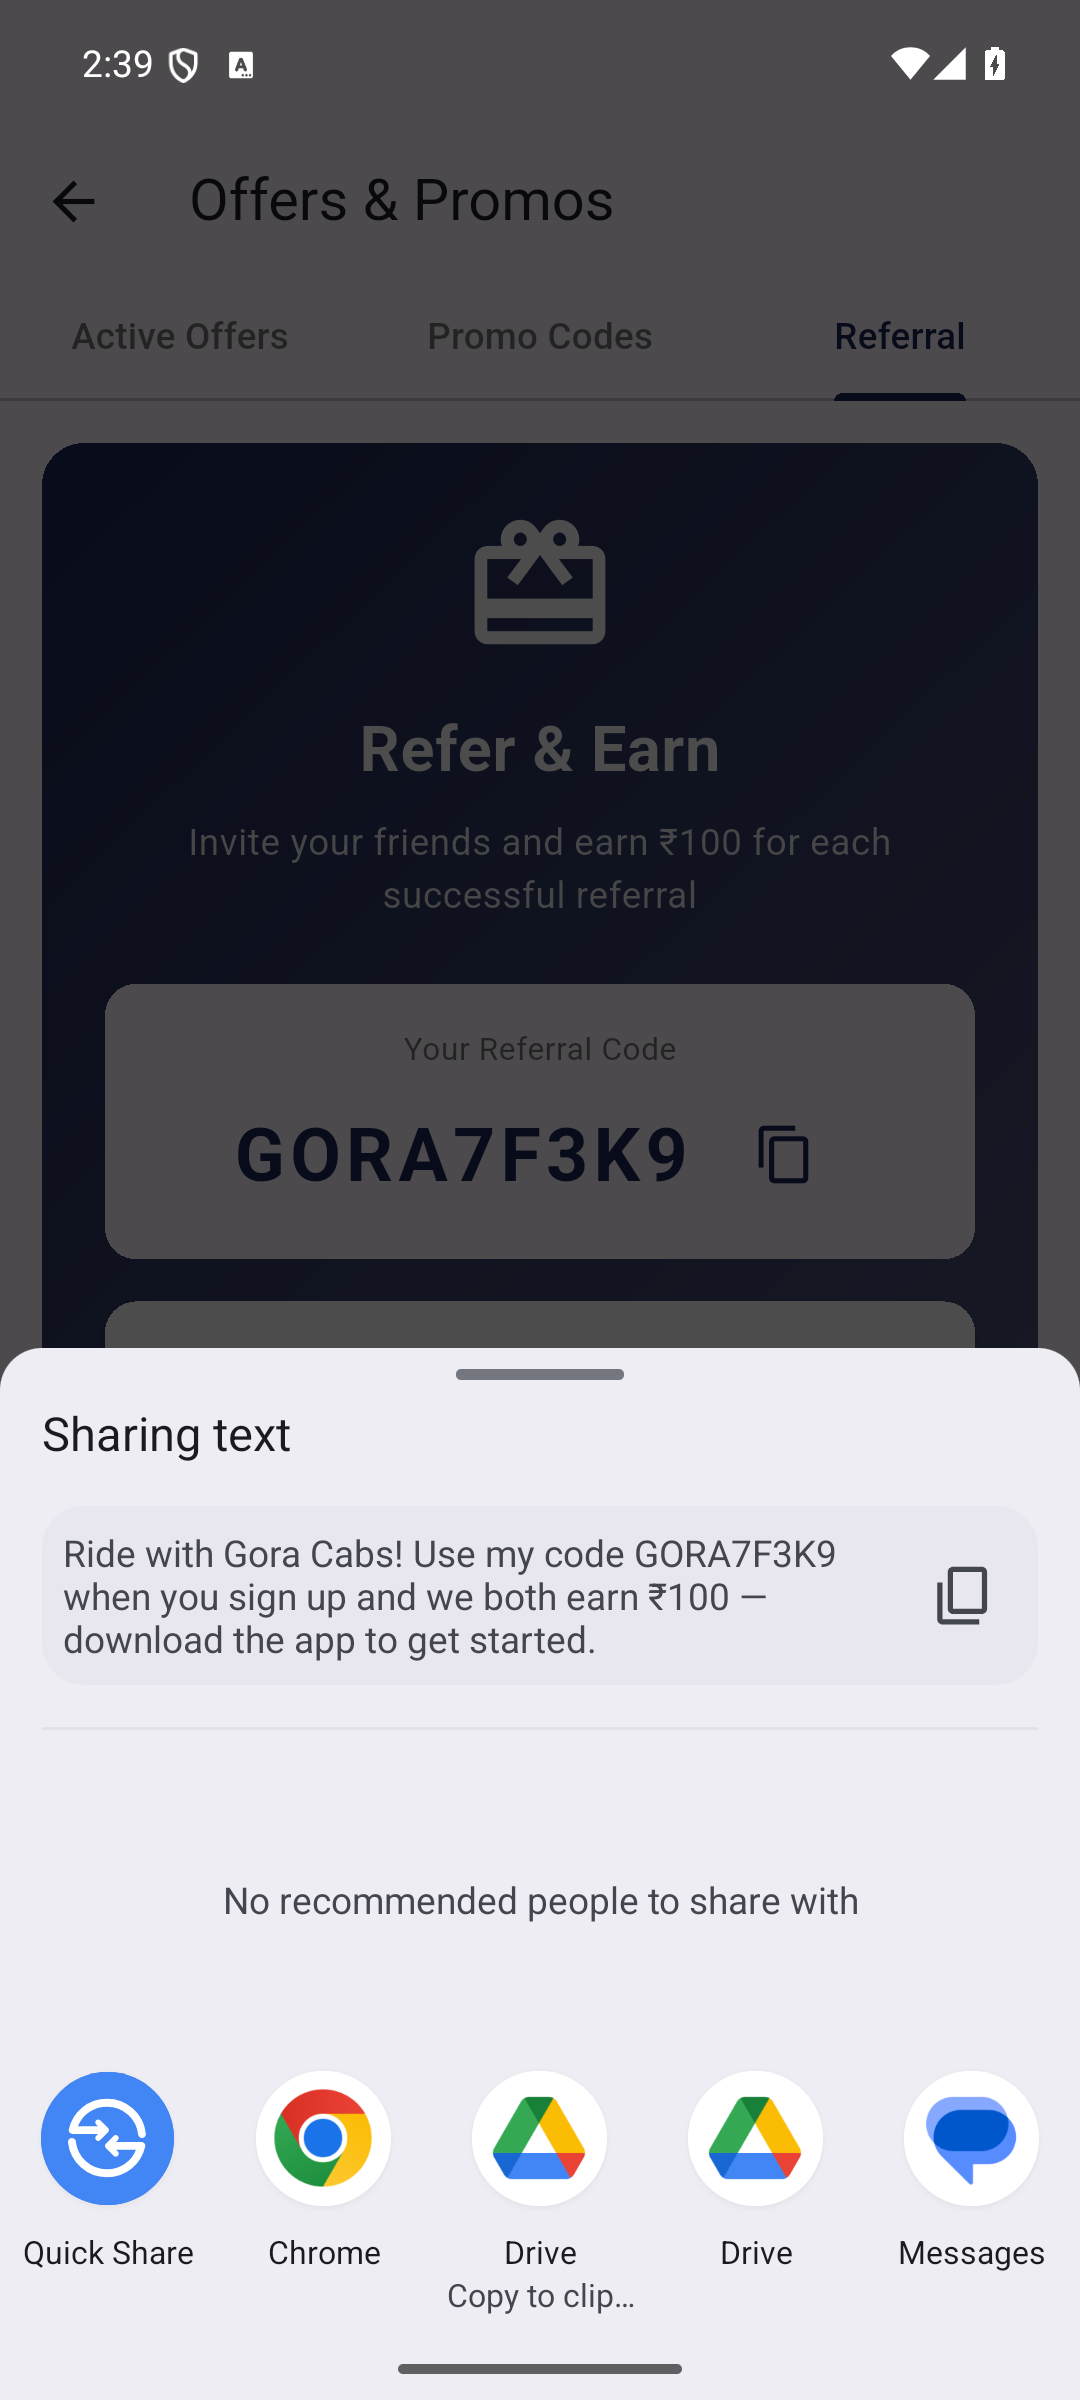 2:39
Offers & Promos
Active Offers
Promo Codes
Referral
Refer & Earn
Invite your friends and earn ₹100 for each
successful referral
Your Referral Code
GORA7F3K9
Sharing text
Ride with Gora Cabs! Use my code GORA7F3K9
when you sign up and we both earn ₹100 —
download the app to get started.
No recommended people to share with
Quick Share
Chrome
Drive
Copy to clip…
Drive
Messages